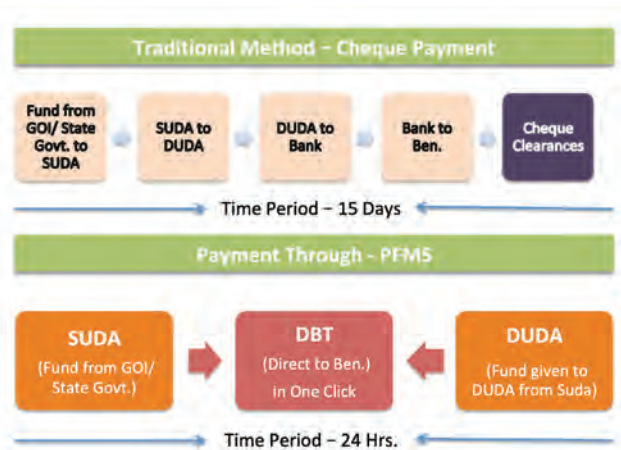 Traditional Method – Cheque Payment
Fund from
GOI/ State
Govt. to
SUDA
SUDA to
DUDA
DUDA to
Bank
Bank to
Ben.
Cheque
Clearances
Time Period – 15 Days
Payment Through - PFMS
SUDA
(Fund from GOI/
State Govt.)
DBT
(Direct to Ben.)
in One Click
DUDA
(Fund given to
DUDA from Suda)
Time Period – 24 Hrs.